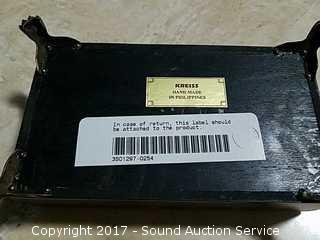 KREISS
HAND MADE
IN PHILIPPINES
In case of return, this label should
be attached to the product.
3601287-0254
Copyright 2017 - Sound Auction Service